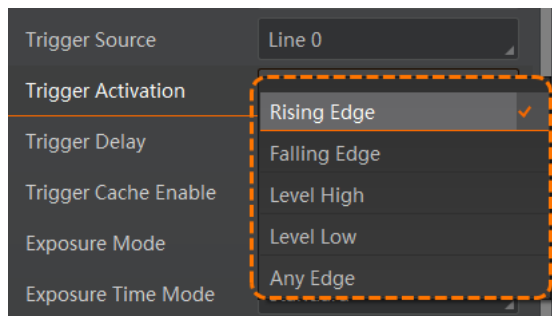 Trigger Source Line 0
Trigger Activation
Rising Edge
Trigger Delay
Falling Edge
Trigger Cache Enable
Level High
Exposure Mode
Level Low
Any Edge
Exposure Time Mode